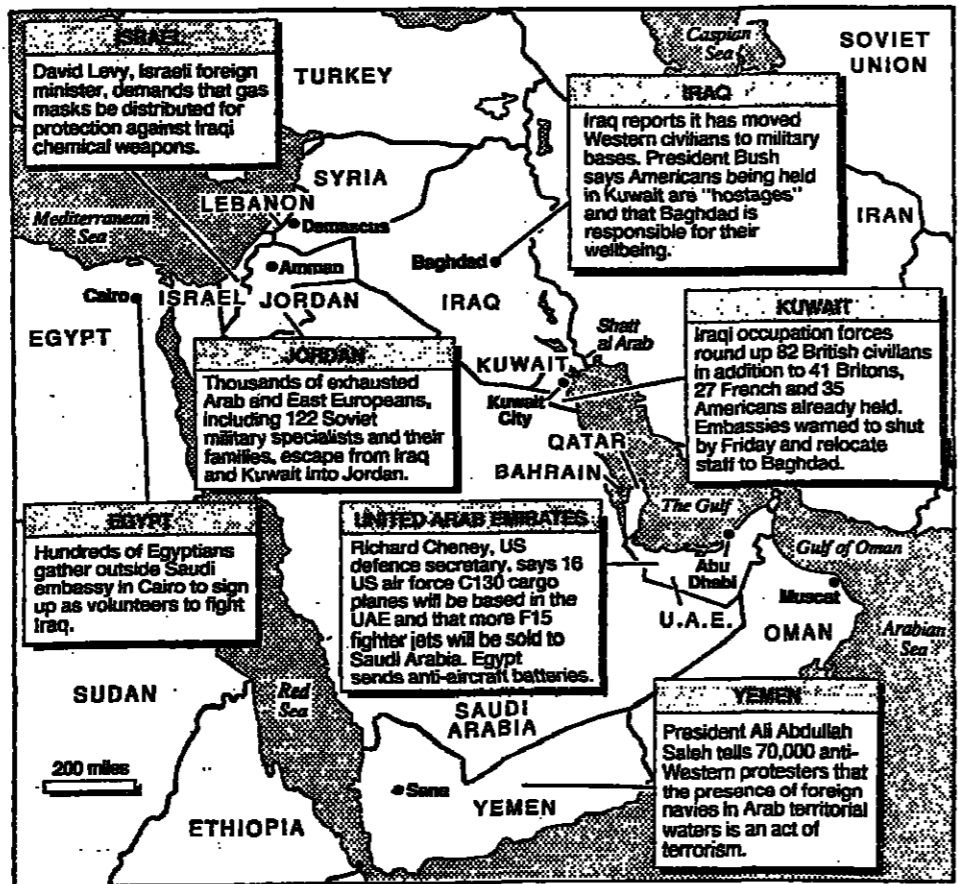 ISRAEL
David Levy, Israeli foreign
minister, demands that gas
masks be distributed for
protection against Iraqi
chemical weapons.
TURKEY
Caspian
Sea
SOVIET
UNION
IRAQ
Iraq reports it has moved
Western civilians to military
bases. President Bush
says Americans being held
in Kuwait are "hostages"
and that Baghdad is
responsible for their
wellbeing.
SYRIA
LEBANON
Damascus
Mediterranean
Sea
IRAN
Amman
Baghdad
Cairo
ISRAEL
JORDAN
IRAQ
EGYPT
Shatt
al Arab
KUWAIT
Kuwait
City
KUWAIT
Iraqi occupation forces
round up 82 British civilians
in addition to 41 Britons,
27 French and 35
Americans already held.
Embassies warned to shut
by Friday and relocate
staff to Baghdad.
JORDAN
Thousands of exhausted
Arab and East Europeans,
including 122 Soviet
military specialists and their
families, escape from Iraq
and Kuwait into Jordan.
QATAR
BAHRAIN
The Gulf
Gulf of Oman
EGYPT
Hundreds of Egyptians
gather outside Saudi
embassy in Cairo to sign
up as volunteers to fight
Iraq.
UNITED ARAB EMIRATES
Richard Cheney, US
defence secretary, says 16
US air force C130 cargo
planes will be based in the
UAE and that more F15
fighter jets will be sold to
Saudi Arabia. Egypt
sends anti-aircraft batteries.
Abu
Dhabi
Muscat
U.A.E.
OMAN
Arabian
Sea
SUDAN
Red
Sea
SAUDI
ARABIA
YEMEN
President Ali Abdullah
Saleh tells 70,000 anti-
Western protesters that
the presence of foreign
navies in Arab territorial
waters is an act of
terrorism.
200 miles
Sana
YEMEN
ETHIOPIA